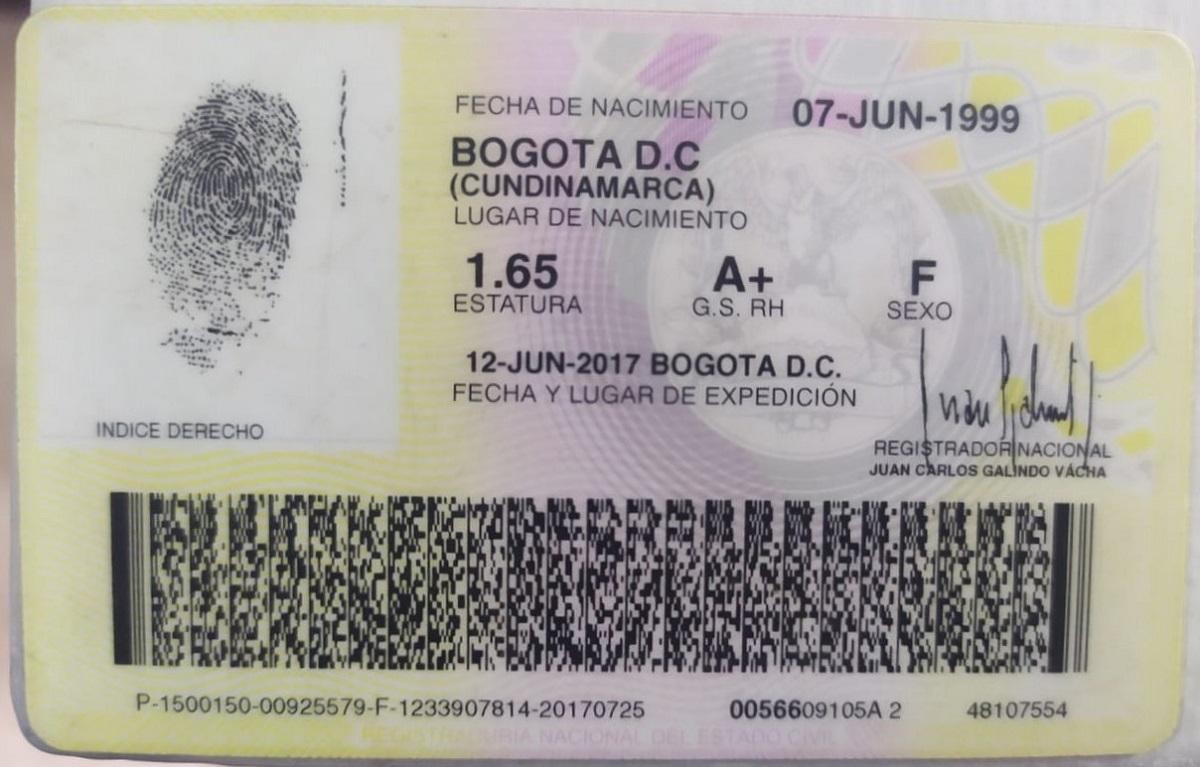 FECHA DE NACIMIENTO 07-JUN-1999
BOGOTA D.C
(CUNDINAMARCA)
LUGAR DE NACIMIENTO
1.65 A+ F
ESTATURA G.S. RH SEXO
12-JUN-2017 BOGOTA D.C.
FECHA Y LUGAR DE EXPEDICIÓN
INDICE DERECHO
REGISTRADOR NACIONAL
JUAN CARLOS GALINDO VÁCHA
P-1500150-00925579-F-1233907814-20170725 0056609105A 2 48107554
REGISTRADURIA NACIONAL DEL ESTADO CIVIL